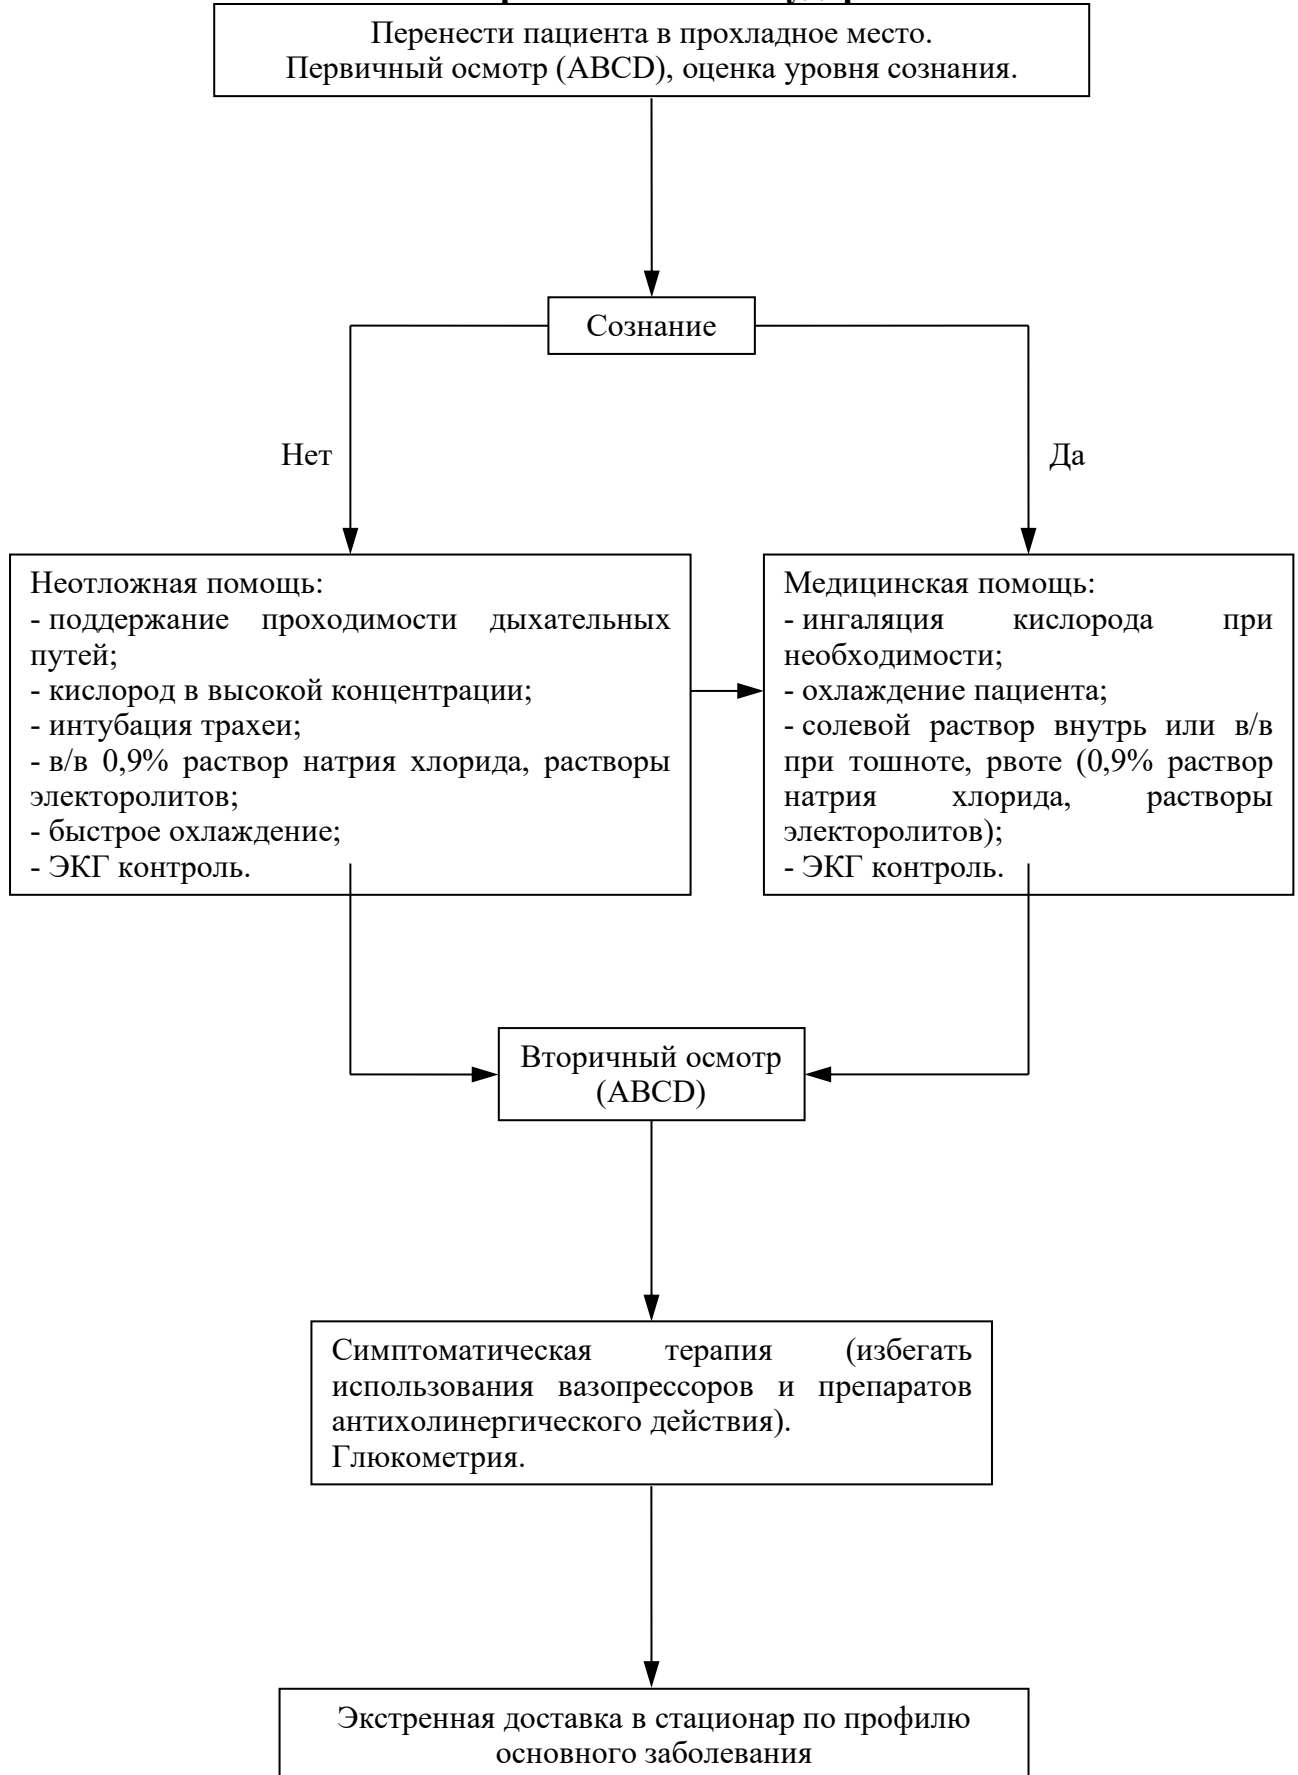 Перенести пациента в прохладное место.
Первичный осмотр (ABCD), оценка уровня сознания.
Сознание
Нет
Да
Неотложная помощь:
- поддержание проходимости дыхательных
путей;
- кислород в высокой концентрации;
- интубация трахеи;
- в/в 0,9% раствор натрия хлорида, растворы
электоролитов;
- быстрое охлаждение;
- ЭКГ контроль.
Медицинская помощь:
- ингаляция кислорода при
необходимости;
- охлаждение пациента;
- солевой раствор внутрь или в/в
при тошноте, рвоте (0,9% раствор
натрия хлорида, растворы
электоролитов);
- ЭКГ контроль.
Вторичный осмотр
(ABCD)
Симптоматическая терапия (избегать
использования вазопрессоров и препаратов
антихолинергического действия).
Глюкометрия.
Экстренная доставка в стационар по профилю
основного заболевания